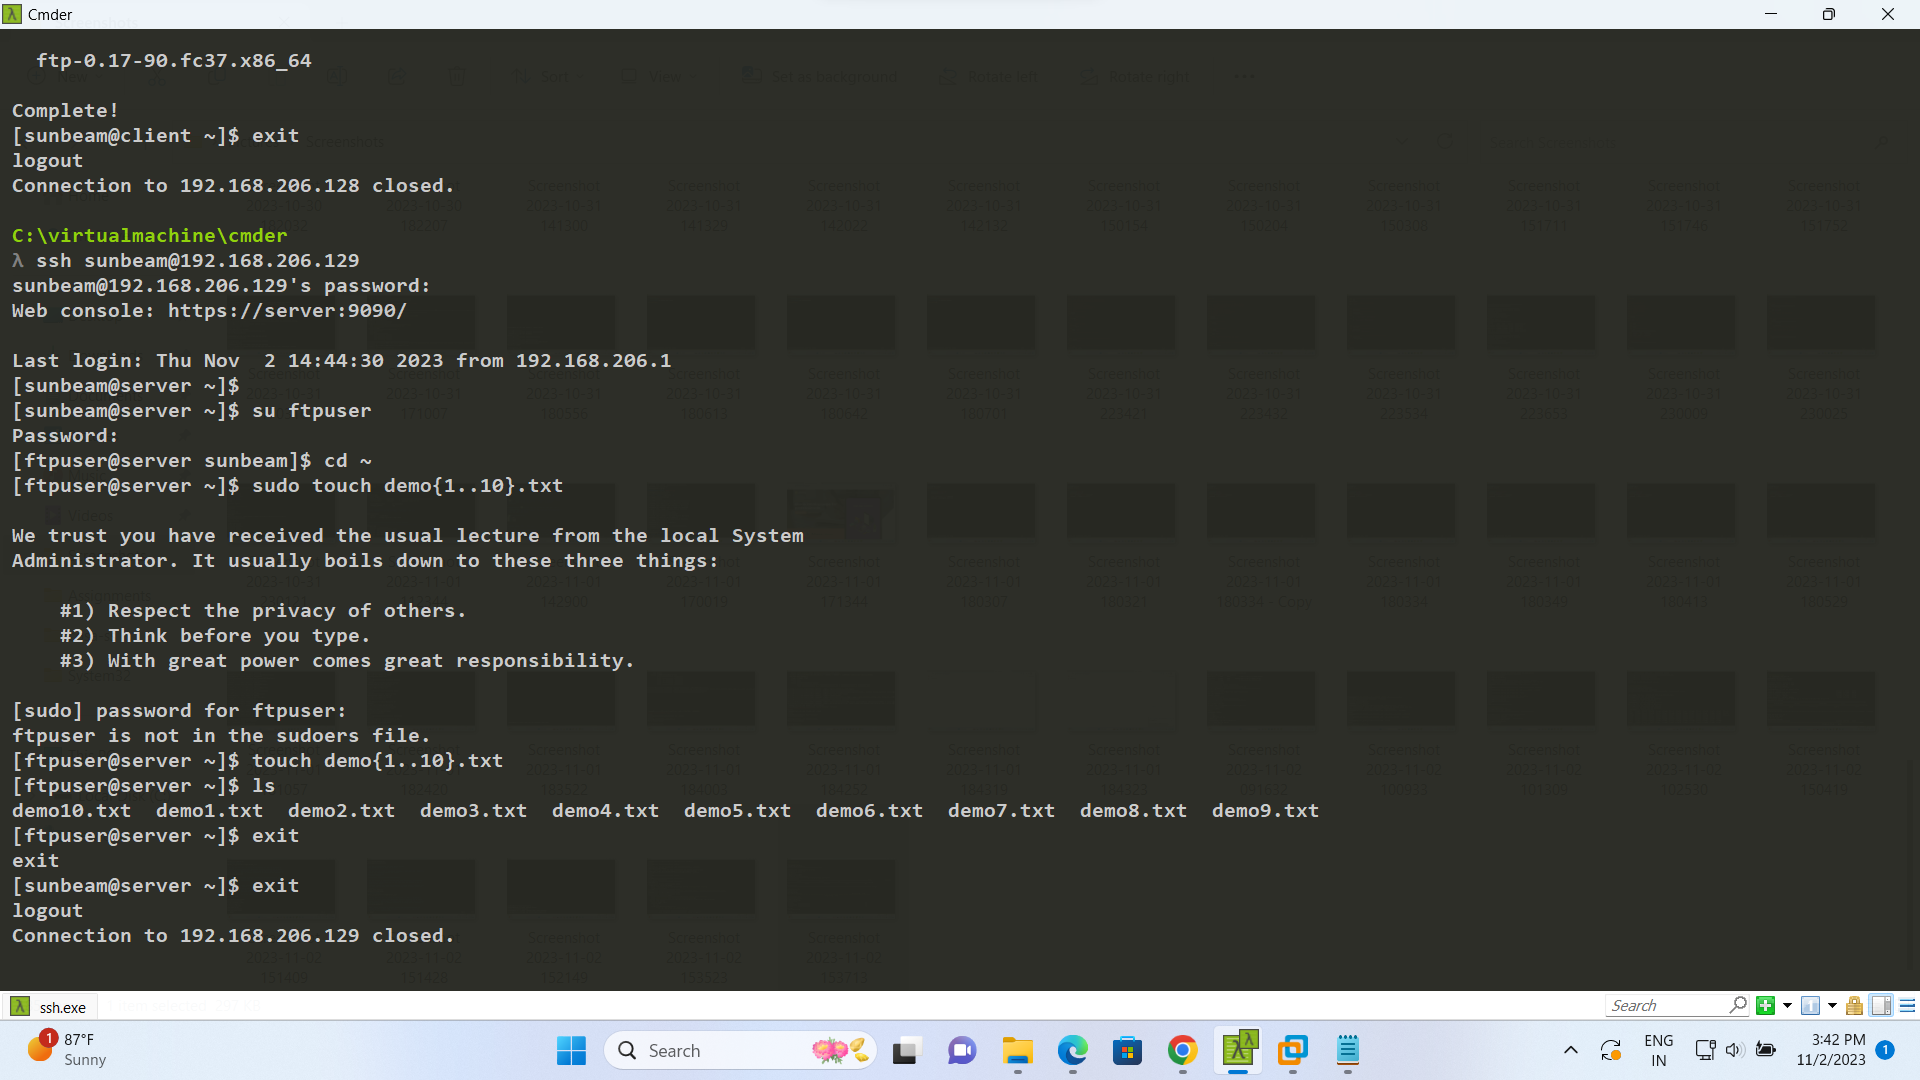 Cmder
ftp-0.17-90.fc37.x86_64
Complete!
[sunbeam@client ~]$ exit
logout
Connection to 192.168.206.128 closed.
C:\virtualmachine\cmder
λ ssh sunbeam@192.168.206.129
sunbeam@192.168.206.129's password:
Web console: https://server:9090/
Last login: Thu Nov  2 14:44:30 2023 from 192.168.206.1
[sunbeam@server ~]$
[sunbeam@server ~]$ su ftpuser
Password:
[ftpuser@server sunbeam]$ cd ~
[ftpuser@server ~]$ sudo touch demo{1..10}.txt
We trust you have received the usual lecture from the local System
Administrator. It usually boils down to these three things:
#1) Respect the privacy of others.
#2) Think before you type.
#3) With great power comes great responsibility.
[sudo] password for ftpuser:
ftpuser is not in the sudoers file.
[ftpuser@server ~]$ touch demo{1..10}.txt
[ftpuser@server ~]$ ls
demo10.txt  demo1.txt  demo2.txt  demo3.txt  demo4.txt  demo5.txt  demo6.txt  demo7.txt  demo8.txt  demo9.txt
[ftpuser@server ~]$ exit
exit
[sunbeam@server ~]$ exit
logout
Connection to 192.168.206.129 closed.
ssh.exe
Search
1
87°F
Sunny
Search
ENG
IN
3:42 PM
11/2/2023
1